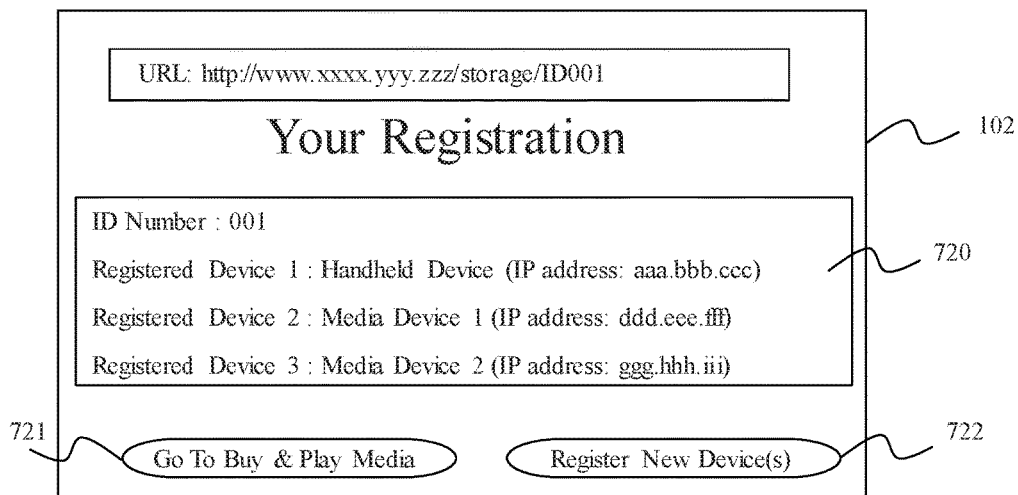 URL: http://www.xxxx.yyy.zzz/storage/ID001
Your Registration
102
ID Number : 001
Registered Device 1 : Handheld Device (IP address: aaa.bbb.ccc)
720
Registered Device 2 : Media Device 1 (IP address: ddd.eee.fff)
Registered Device 3 : Media Device 2 (IP address: ggg.hhh.iii)
721
722
Go To Buy & Play Media
Register New Device(s)